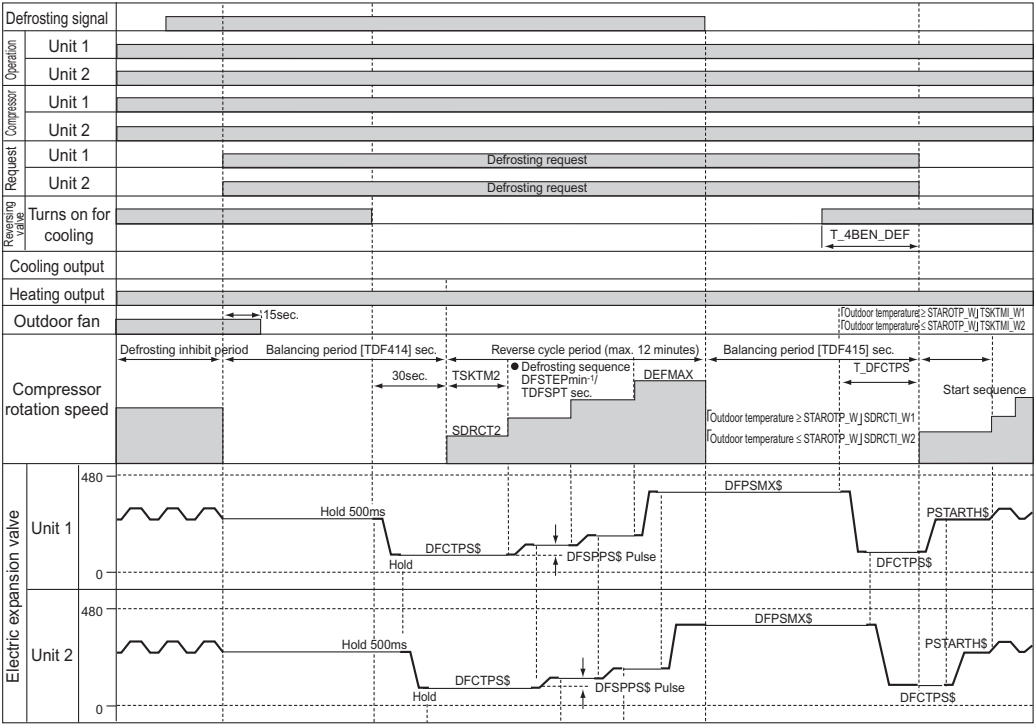 Defrosting signal
Operation
Unit 1
Unit 2
Compressor
Unit 1
Unit 2
Request
Unit 1
Defrosting request
Unit 2
Defrosting request
Reversing valve
Turns on for
cooling
T_4BEN_DEF
Cooling output
Heating output
Outdoor fan
15sec.
「Outdoor temperature ≥ STAROTP_W」TSKTMI_W1
「Outdoor temperature ≤ STAROTP_W」TSKTMI_W2
Compressor
rotation speed
Defrosting inhibit period
Balancing period [TDF414] sec.
Reverse cycle period (max. 12 minutes)
Balancing period [TDF415] sec.
30sec.
TSKTM2
● Defrosting sequence
DFSTEPmin-1/
TDFSPT sec.
DEFMAX
T_DFCTPS
Start sequence
SDRCT2
「Outdoor temperature ≥ STAROTP_W」SDRCTI_W1
「Outdoor temperature ≤ STAROTP_W」SDRCTI_W2
Electric expansion valve
Unit 1
480
0
Hold 500ms
Hold
DFCTPS$
DFSPPS$ Pulse
DFPSMX$
DFCTPS$
PSTARTH$
Unit 2
480
0
Hold 500ms
Hold
DFCTPS$
DFSPPS$ Pulse
DFPSMX$
DFCTPS$
PSTARTH$